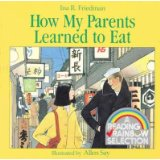 Ina R. Friedman
How My Parents
Learned to Eat
READING
RAINBOW
SELECTION
Illustrated by Allen Say